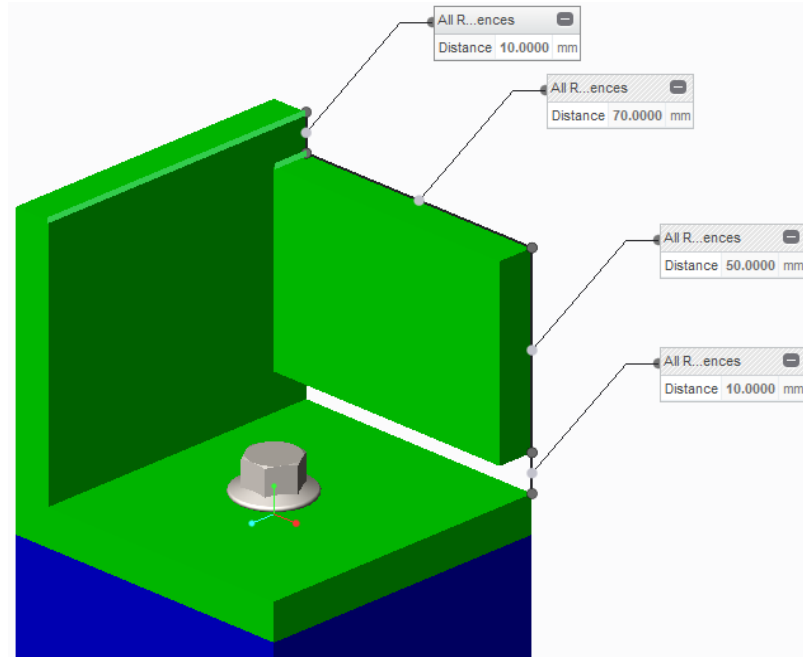 All R...ences
Distance 10.0000 mm
All R...ences
Distance 70.0000 mm
All R...ences
Distance 50.0000 mm
All R...ences
Distance 10.0000 mm